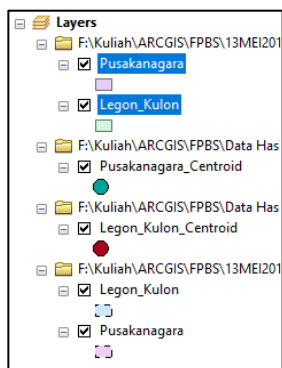 Layers
F:\Kuliah\ARCGIS\FPBS\13MEI201
Pusakanagara
Legon_Kulon
F:\Kuliah\ARCGIS\FPBS\Data Has
Pusakanagara_Centroid
F:\Kuliah\ARCGIS\FPBS\Data Has
Legon_Kulon_Centroid
F:\Kuliah\ARCGIS\FPBS\13MEI201
Legon_Kulon
Pusakanagara